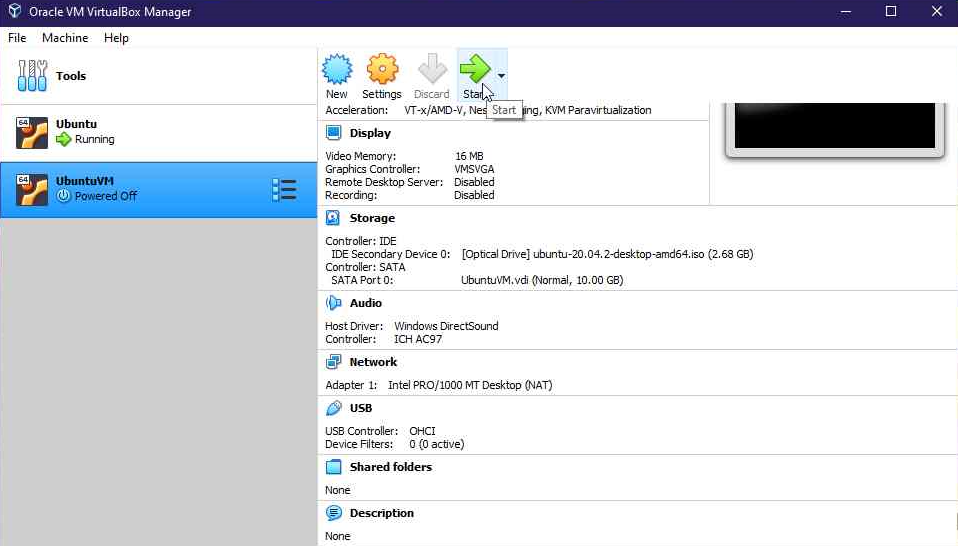 Oracle VM VirtualBox Manager
File Machine Help
Tools
64 Ubuntu
Running
64 UbuntuVM
Powered Off
New Settings Discard
Start
Acceleration: VT-x/AMD-V, KVM Paravirtualization
Display
Video Memory: 16 MB
Graphics Controller: VMSVGA
Remote Desktop Server: Disabled
Recording: Disabled
Storage
Controller: IDE
IDE Secondary Device 0: [Optical Drive] ubuntu-20.04.2-desktop-amd64.iso (2.68 GB)
Controller: SATA
SATA Port 0: UbuntuVM.vdi (Normal, 10.00 GB)
Audio
Host Driver: Windows DirectSound
Controller: ICH AC97
Network
Adapter 1: Intel PRO/1000 MT Desktop (NAT)
USB
USB Controller: OHCI
Device Filters: 0 (0 active)
Shared folders
None
Description
None